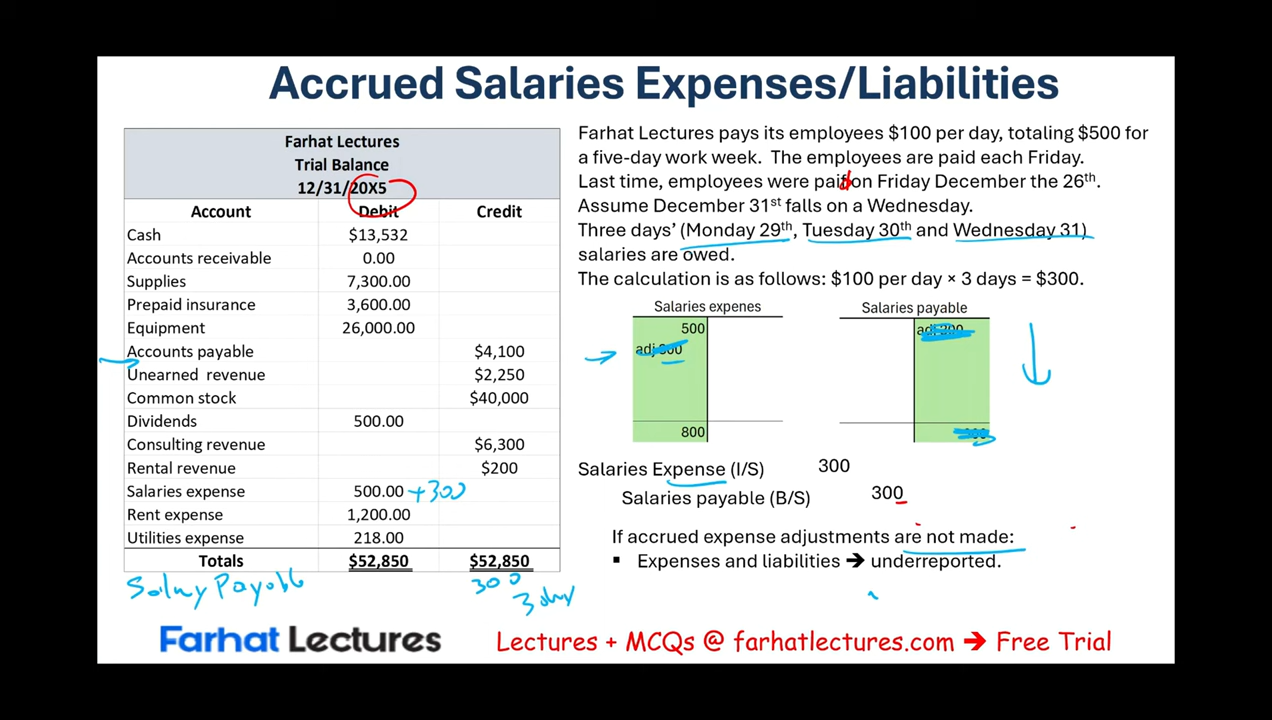 Accrued Salaries Expenses/Liabilities
Farhat Lectures
Trial Balance
12/31/20X5
Account Debit Credit
Cash $13,532
Accounts receivable 0.00
Supplies 7,300.00
Prepaid insurance 3,600.00
Equipment 26,000.00
Accounts payable $4,100
Unearned revenue $2,250
Common stock $40,000
Dividends 500.00
Consulting revenue $6,300
Rental revenue $200
Salaries expense 500.00 +300
Rent expense 1,200.00
Utilities expense 218.00
Totals $52,850 $52,850
Salary Payable 300
3 day
Farhat Lectures pays its employees $100 per day, totaling $500 for
a five-day work week. The employees are paid each Friday.
Last time, employees were paid on Friday December the 26th.
Assume December 31st falls on a Wednesday.
Three days' (Monday 29th, Tuesday 30th and Wednesday 31)
salaries are owed.
The calculation is as follows: $100 per day × 3 days = $300.
Salaries expenes Salaries payable
500 adj 300
adj 300
800 300
Salaries Expense (I/S) 300
Salaries payable (B/S) 300
If accrued expense adjustments are not made:
▪ Expenses and liabilities ➔ underreported.
Farhat Lectures
Lectures + MCQs @ farhatlectures.com ➔ Free Trial